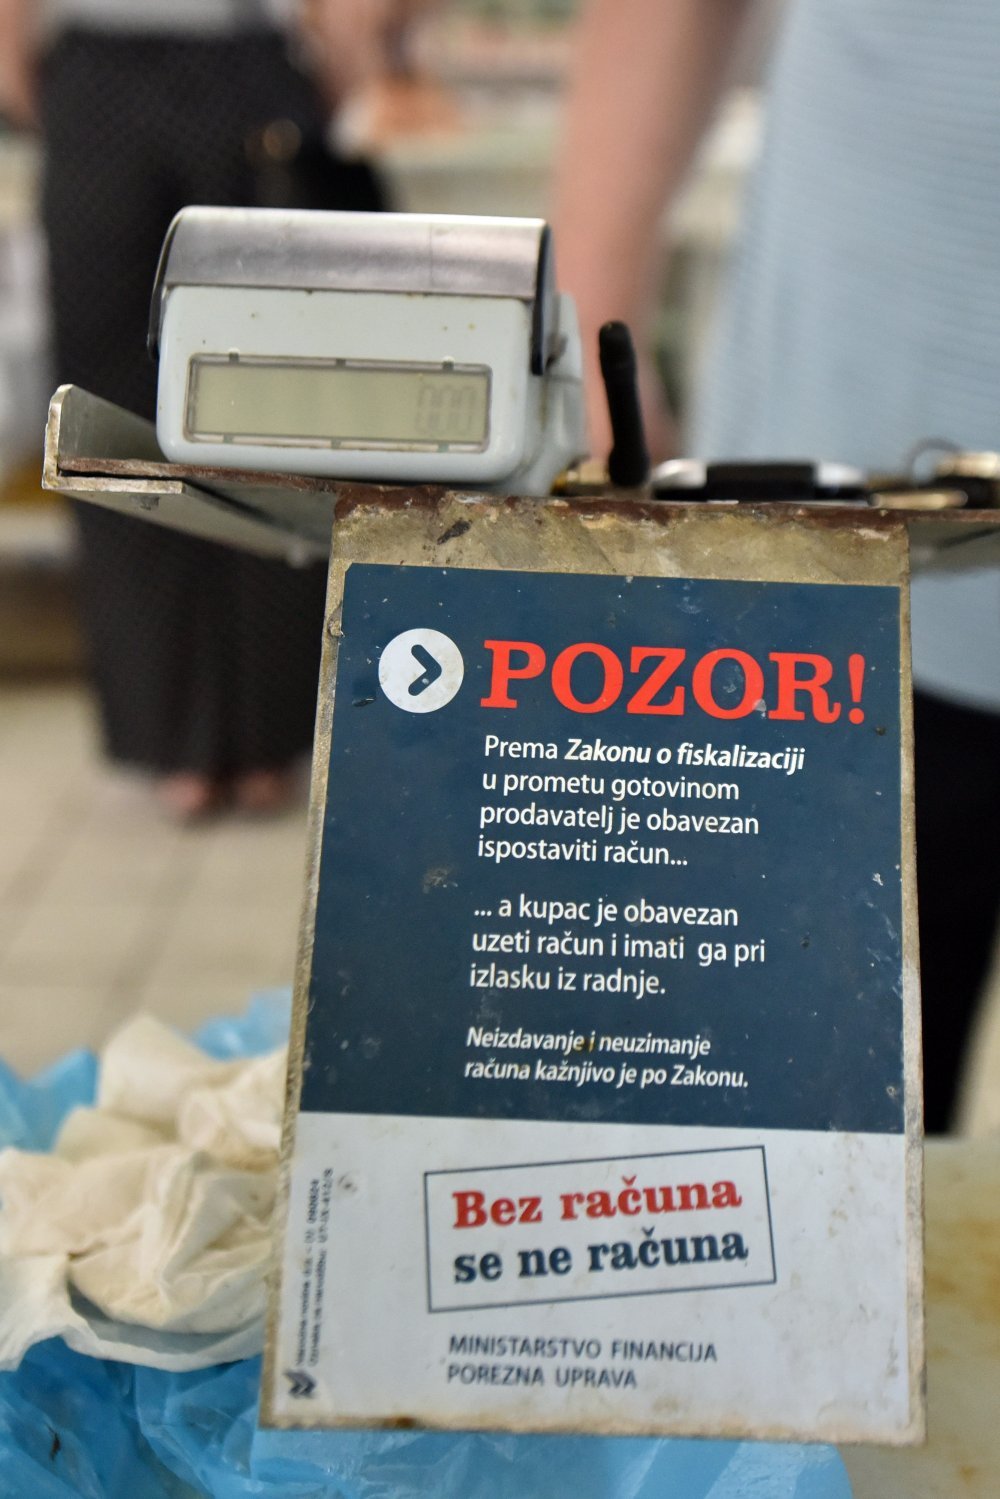 POZOR!
Prema Zakonu o fiskalizaciji
u prometu gotovinom
prodavatelj je obavezan
ispostaviti račun...
... a kupac je obavezan
uzeti račun i imati ga pri
izlasku iz radnje.
Neizdavanje i neuzimanje
računa kažnjivo je po Zakonu.
Bez računa
se ne računa
MINISTARSTVO FINANCIJA
POREZNA UPRAVA